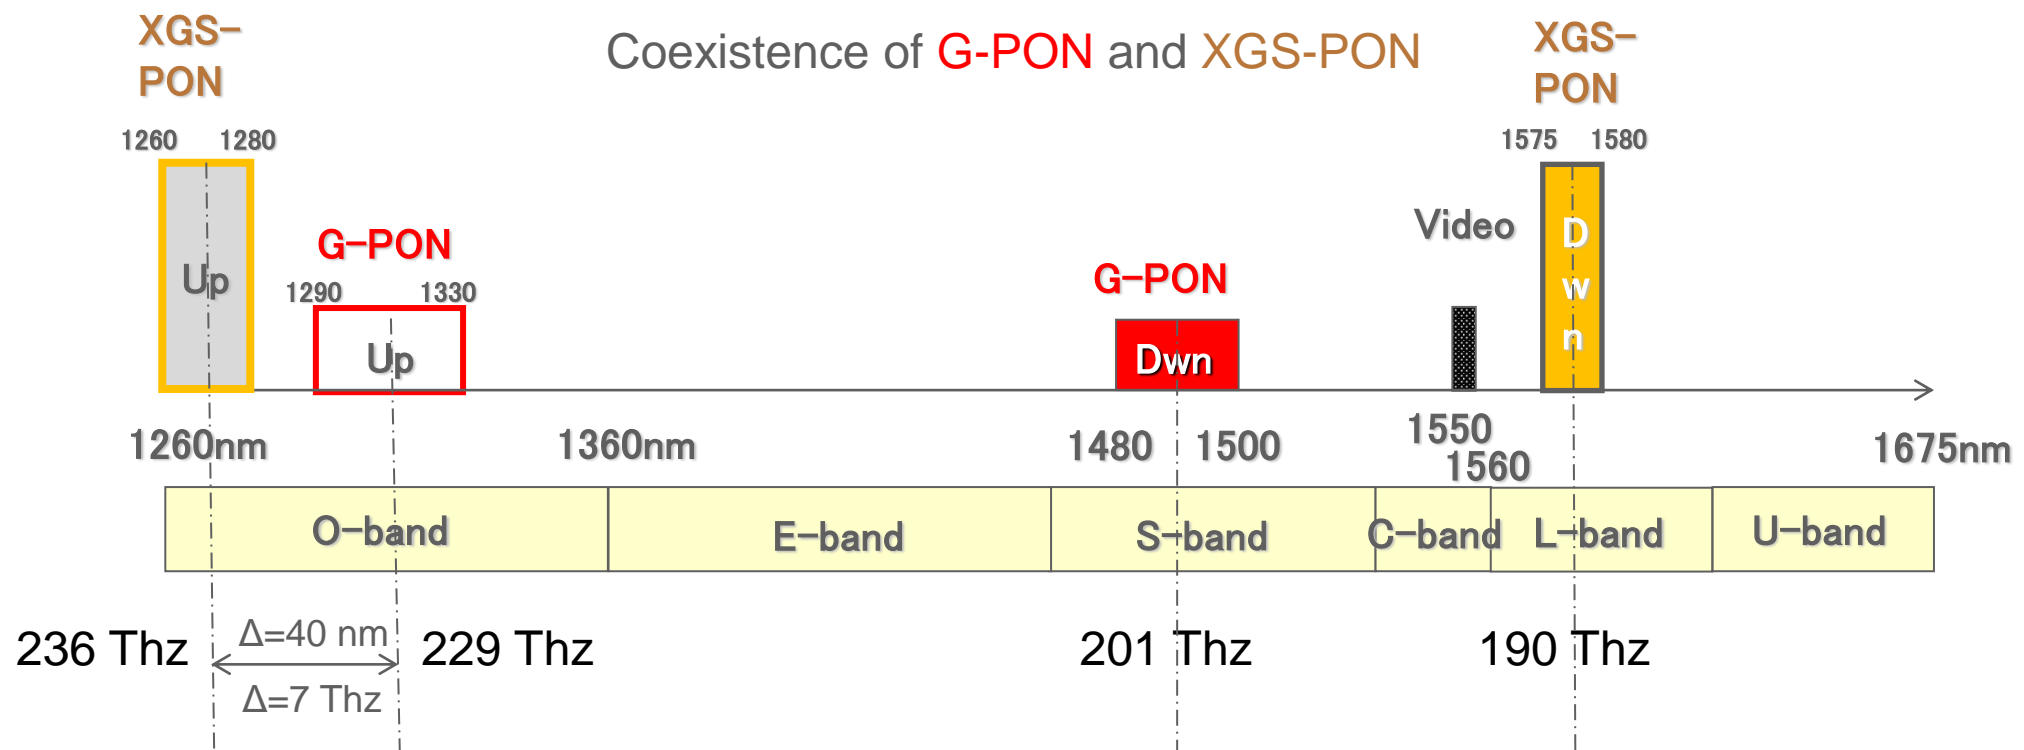 Coexistence of G-PON and XGS-PON
XGS-
PON
XGS-
PON
1260 1280
1575 1580
Video
G-PON
G-PON
1290 1330
Up
Up
Dwn
D
w
n
1260nm
1360nm
1480 1500
1550
1560
1675nm
O-band
E-band
S-band
C-band
L-band
U-band
236 Thz
Δ=40 nm
229 Thz
201 Thz
190 Thz
Δ=7 Thz